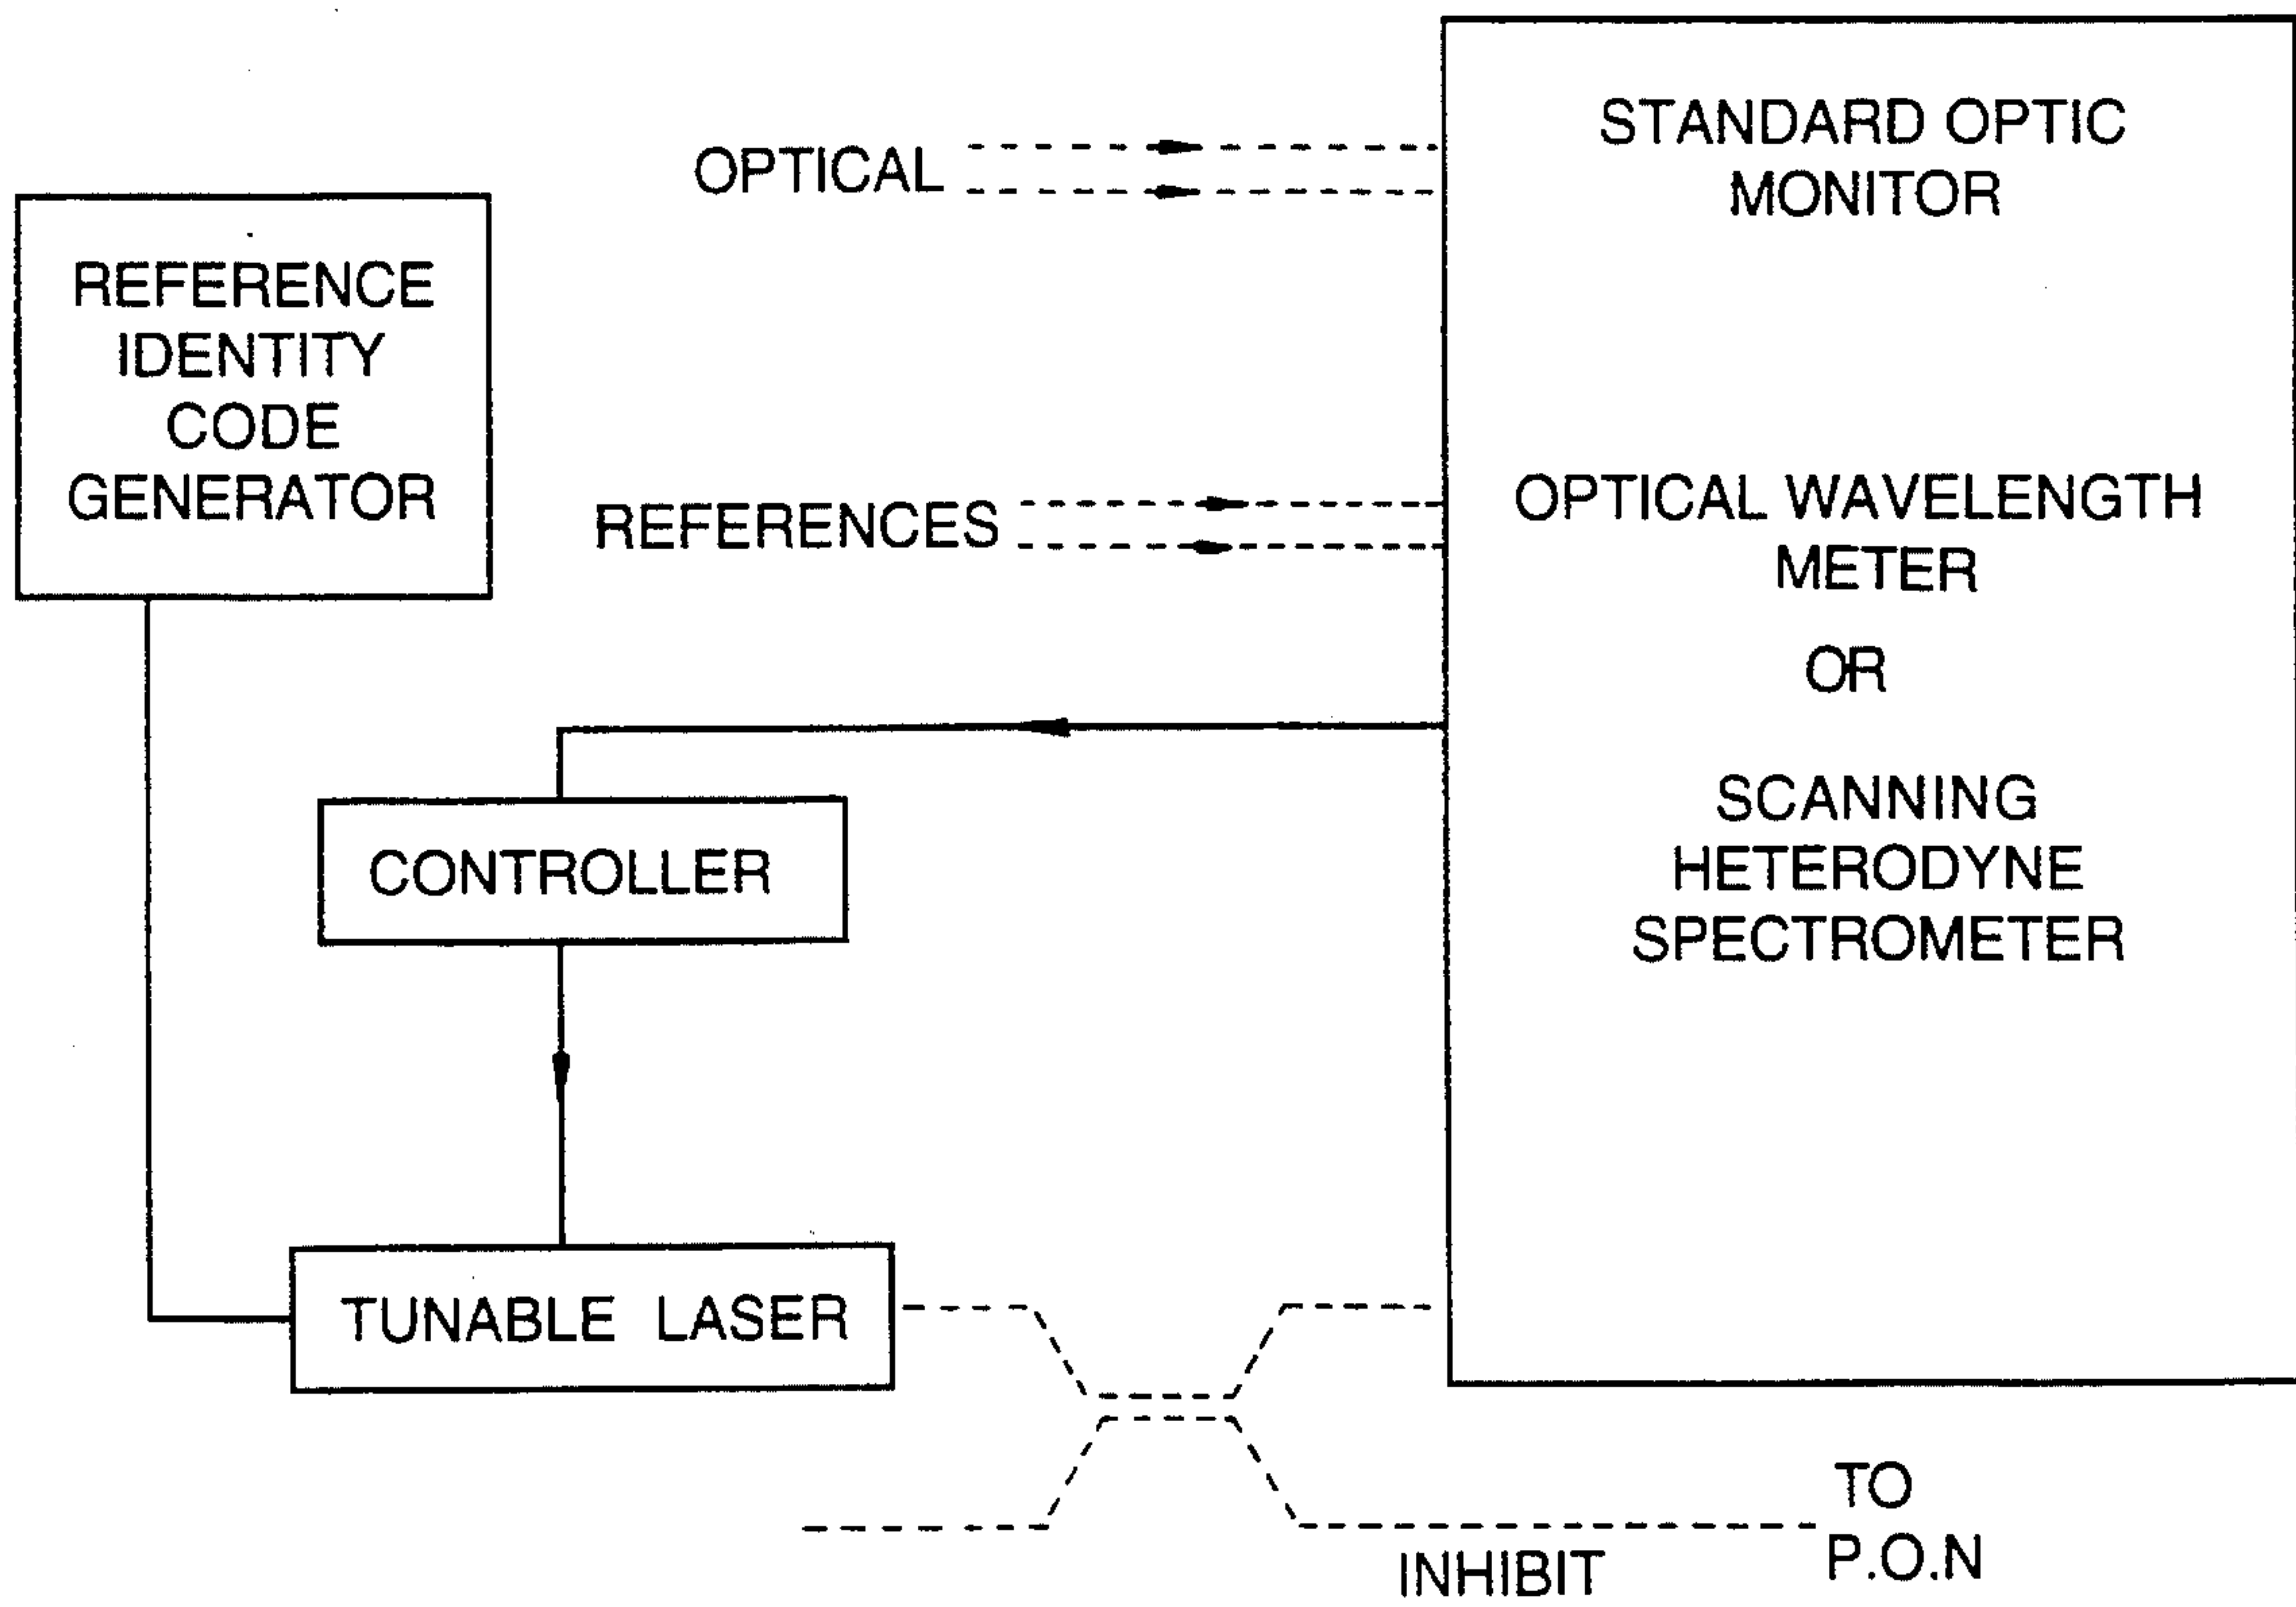 REFERENCE
IDENTITY
CODE
GENERATOR
OPTICAL
REFERENCES
STANDARD OPTIC
MONITOR
OPTICAL WAVELENGTH
METER
OR
SCANNING
HETERODYNE
SPECTROMETER
CONTROLLER
TUNABLE LASER
INHIBIT
TO
P.O.N